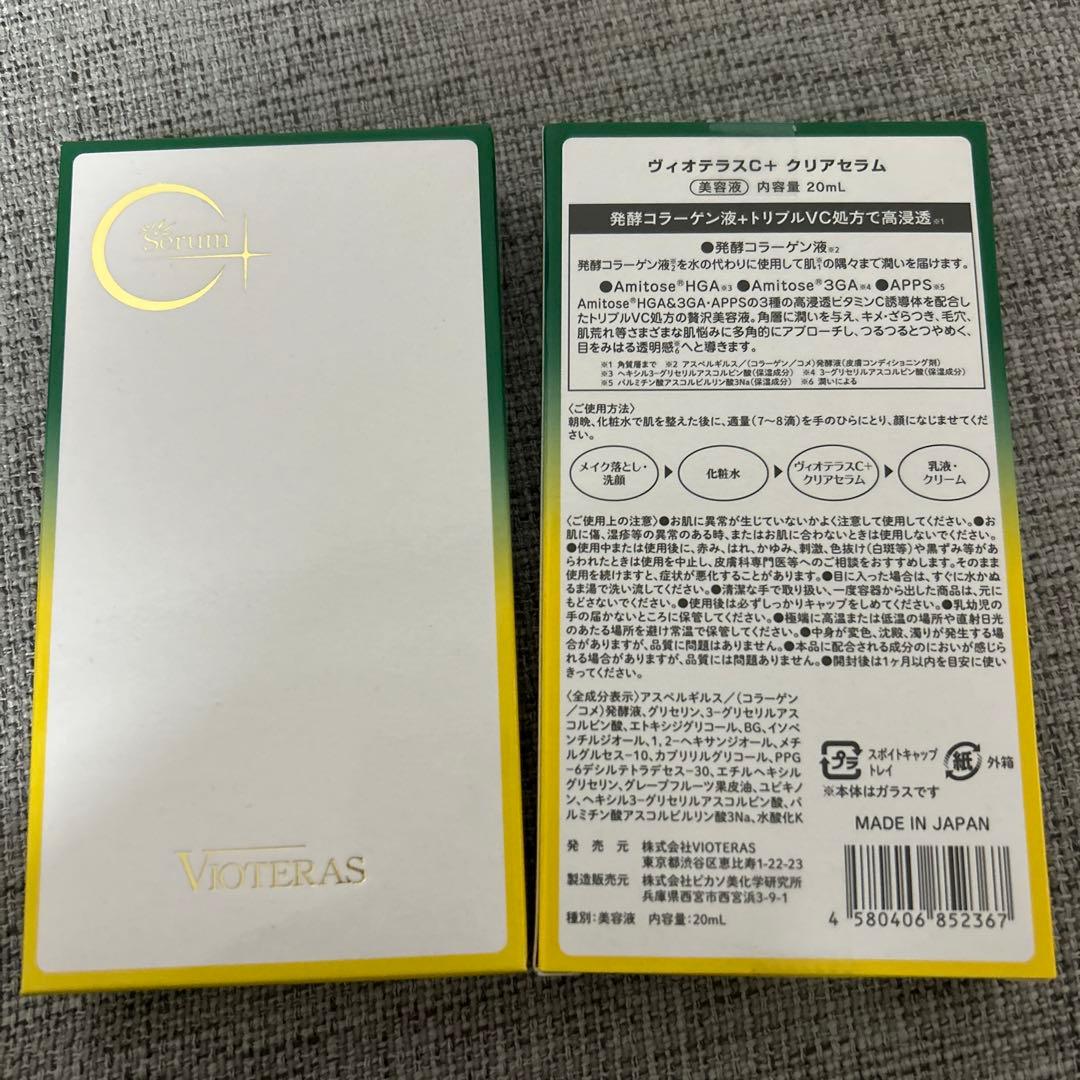 C+
Serum
VIOTERAS
ヴィオテラスC+ クリアセラム
美容液 内容量 20mL
発酵コラーゲン液+トリプルVC処方で高浸透※1
●発酵コラーゲン液※2
発酵コラーゲン液※2を水の代わりに使用して肌※1の隅々まで潤いを届けます。
●Amitose®HGA※3 ●Amitose®3GA※4 ●APPS※5
Amitose®HGA&3GA・APPSの3種の高浸透ビタミンC誘導体を配合し
たトリプルVC処方の贅沢美容液。角層に潤いを与え、キメ・ざらつき、毛穴、
肌荒れ等さまざまな肌悩みに多角的にアプローチし、つるつるとつやめく、
目をみはる透明感※6へと導きます。
※1 角質層まで ※2 アスペルギルス/(コラーゲン/コメ)発酵液(皮膚コンディショニング剤)
※3 ヘキシル3-グリセリルアスコルビン酸(保湿成分) ※4 3-グリセリルアスコルビン酸(保湿成分)
※5 パルミチン酸アスコルビルリン酸3Na(保湿成分) ※6 潤いによる
〈ご使用方法〉
朝晩、化粧水で肌を整えた後に、適量(7〜8滴)を手のひらにとり、顔になじませてくだ
さい。
メイク落とし・
洗顔
化粧水
ヴィオテラスC+
クリアセラム
乳液・
クリーム
〈ご使用上の注意〉●お肌に異常が生じていないかよく注意して使用してください。●お
肌に傷、湿疹等の異常のある時、またはお肌に合わないときは使用しないでください。
●使用中または使用後に、赤み、はれ、かゆみ、刺激、色抜け(白斑等)や黒ずみ等があ
らわれたときは使用を中止し、皮膚科専門医等へのご相談をおすすめします。そのまま
使用を続けますと、症状が悪化することがあります。●目に入った場合は、すぐに水かぬ
るま湯で洗い流してください。●清潔な手で取り扱い、一度容器から出した商品は、元に
もどさないでください。●使用後は必ずしっかりキャップをしめてください。●乳幼児の
手の届かないところに保管してください。●極端に高温または低温の場所や直射日光
のあたる場所を避け常温で保管してください。●中身が変色、沈殿、濁りが発生する場
合がありますが、品質に問題はありません。●本品に配合される成分のにおいが感じら
れる場合がありますが、品質には問題ありません。●開封後は1ヶ月以内を目安に使い
きってください。
〈全成分表示〉アスペルギルス/(コラーゲン
/コメ)発酵液、グリセリン、3-グリセリルアス
コルビン酸、エトキシジグリコール、BG、イソペ
ンチルジオール、1,2-ヘキサンジオール、メチ
ルグルセス-10、カプリリルグリコール、PPG
-6デシルテトラデセス-30、エチルヘキシル
グリセリン、グレープフルーツ果皮油、ユビキノ
ン、ヘキシル3-グリセリルアスコルビン酸、パ
ルミチン酸アスコルビルリン酸3Na、水酸化K
プラ
スポイトキャップ
トレイ
紙
外箱
※本体はガラスです
MADE IN JAPAN
発売元 株式会社VIOTERAS
東京都渋谷区恵比寿1-22-23
製造販売元 株式会社ピカソ美化学研究所
兵庫県西宮市西宮浜3-9-1
種別:美容液 内容量:20mL
4 580406 852367